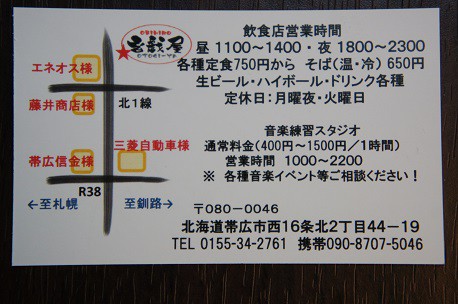 OBIHIRO
音戯屋
OTOGI-YA
エネオス様
藤井商店様
北1線
三菱自動車様
帯広信金様
R38
←至札幌
至釧路→
飲食店営業時間
昼 1100～1400・夜 1800～2300
各種定食750円から そば(温・冷) 650円
生ビール・ハイボール・ドリンク各種
定休日：月曜夜・火曜日
音楽練習スタジオ
通常料金(400円～1500円／1時間)
営業時間 1000～2200
※ 各種音楽イベント等ご相談ください！
〒080-0046
北海道帯広市西16条北2丁目44－19
TEL 0155-34-2761 携帯090-8707-5046